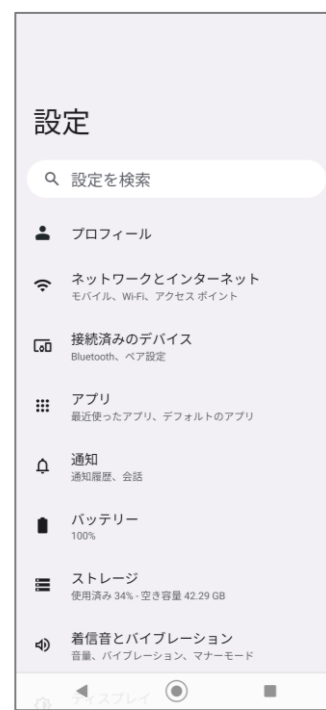 設定
設定を検索
プロフィール
ネットワークとインターネット
モバイル、Wi-Fi、アクセス ポイント
接続済みのデバイス
Bluetooth、ペア設定
アプリ
最近使ったアプリ、デフォルトのアプリ
通知
通知履歴、会話
バッテリー
100%
ストレージ
使用済み 34% - 空き容量 42.29 GB
着信音とバイブレーション
音量、バイブレーション、マナーモード
ディスプレイ